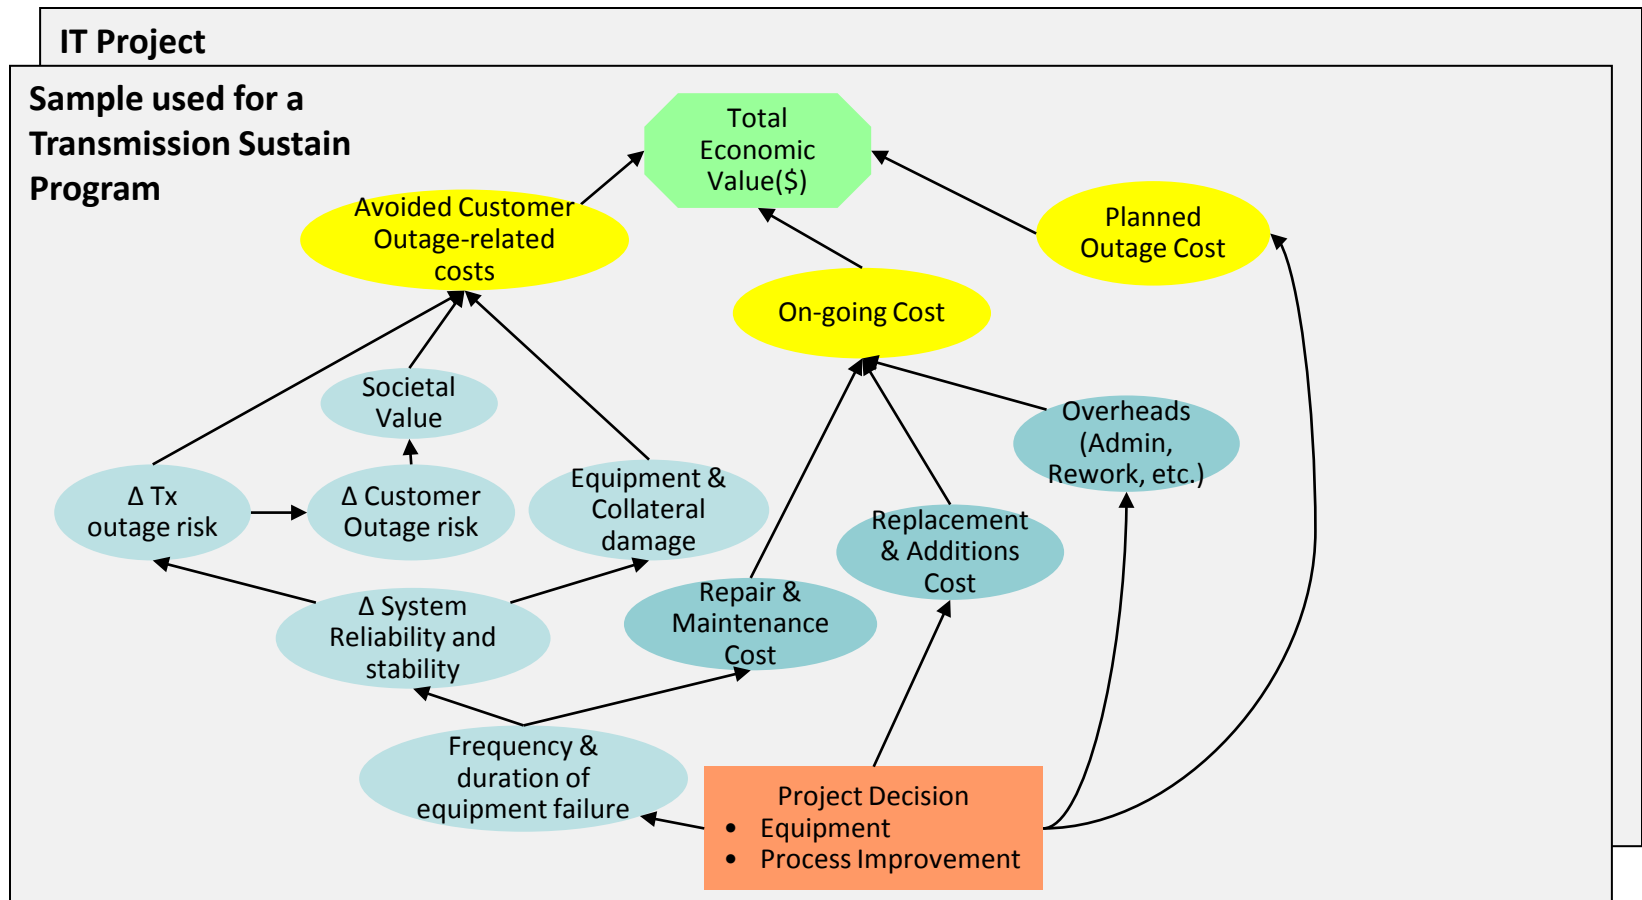 IT Project
Sample used for a
Transmission Sustain
Program
Total
Economic
Value($)
Avoided Customer
Outage-related
costs
Planned
Outage Cost
On-going Cost
Societal
Value
Overheads
(Admin,
Rework, etc.)
Δ Tx
outage risk
Δ Customer
Outage risk
Equipment &
Collateral
damage
Replacement
& Additions
Cost
Δ System
Reliability and
stability
Repair &
Maintenance
Cost
Frequency &
duration of
equipment failure
Project Decision
• Equipment
• Process Improvement